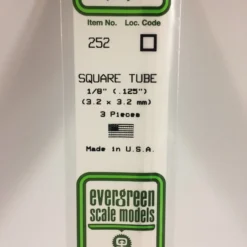 Item No. Loc. Code
252
SQUARE TUBE
1/8" (.125")
(3.2 x 3.2 mm)
3 Pieces
Made in U.S.A.
evergreen
scale models